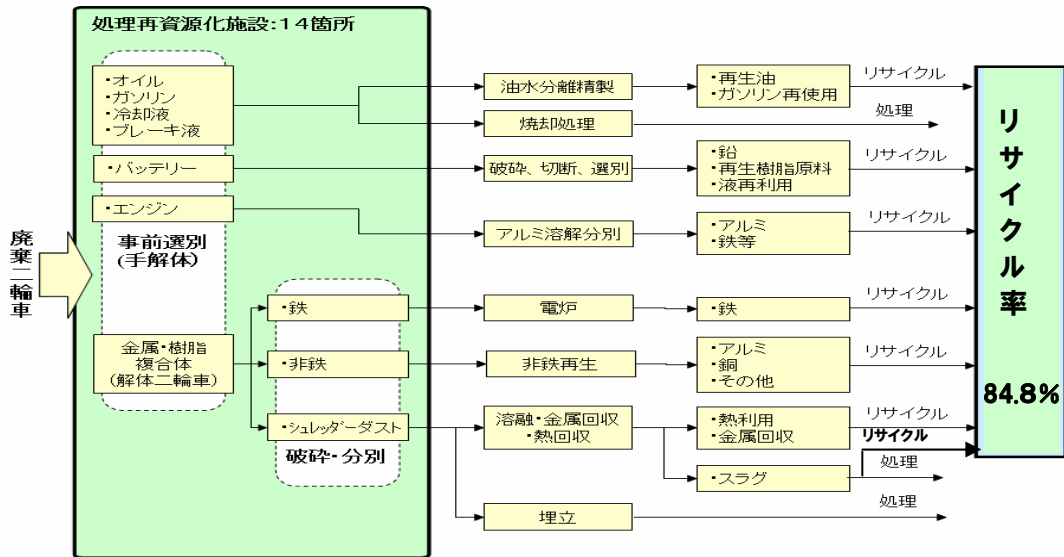 処理再資源化施設:14箇所
廃棄二輪車
・オイル
・ガソリン
・冷却液
・ブレーキ液
・バッテリー
・エンジン
事前選別
(手解体)
金属・樹脂
複合体
(解体二輪車)
・鉄
・非鉄
・シュレッダーダスト
破砕・分別
油水分離精製
焼却処理
破砕、切断、選別
アルミ溶解分別
電炉
非鉄再生
溶融・金属回収
・熱回収
埋立
・再生油
・ガソリン再使用
・鉛
・再生樹脂原料
・液再利用
・アルミ
・鉄等
・鉄
・アルミ
・銅
・その他
・熱利用
・金属回収
・スラグ
リサイクル
処理
リサイクル
リサイクル
リサイクル
リサイクル
リサイクル
リサイクル
処理
処理
リサイクル率
84.8%